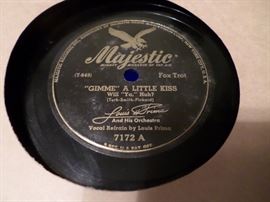 Majestic
(T-648)
Fox Trot
"GIMME" A LITTLE KISS
Will "Ya," Huh?
(Turk-Smith-Pinkard)
Louis Prima
And His Orchestra
Vocal Refrain by Louis Prima
7172 A